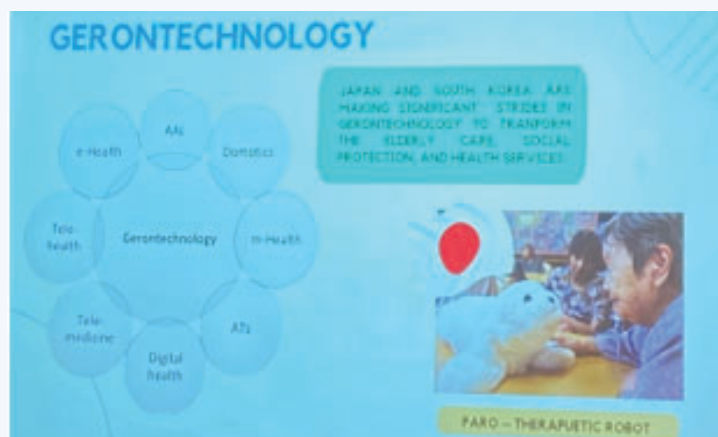 GERONTECHNOLOGY
JAPAN AND SOUTH KOREA ARE
MAKING SIGNIFICANT STRIDES IN
GERONTECHNOLOGY TO TRANFORM
THE ELDERLY CARE, SOCIAL
PROTECTION, AND HEALTH SERVICES.
AALs
e-Health
Domotics
Tele-
health
Gerontechnology
m-Health
Tele-
medicine
ATs
Digital
health
PARO – THERAPUETIC ROBOT